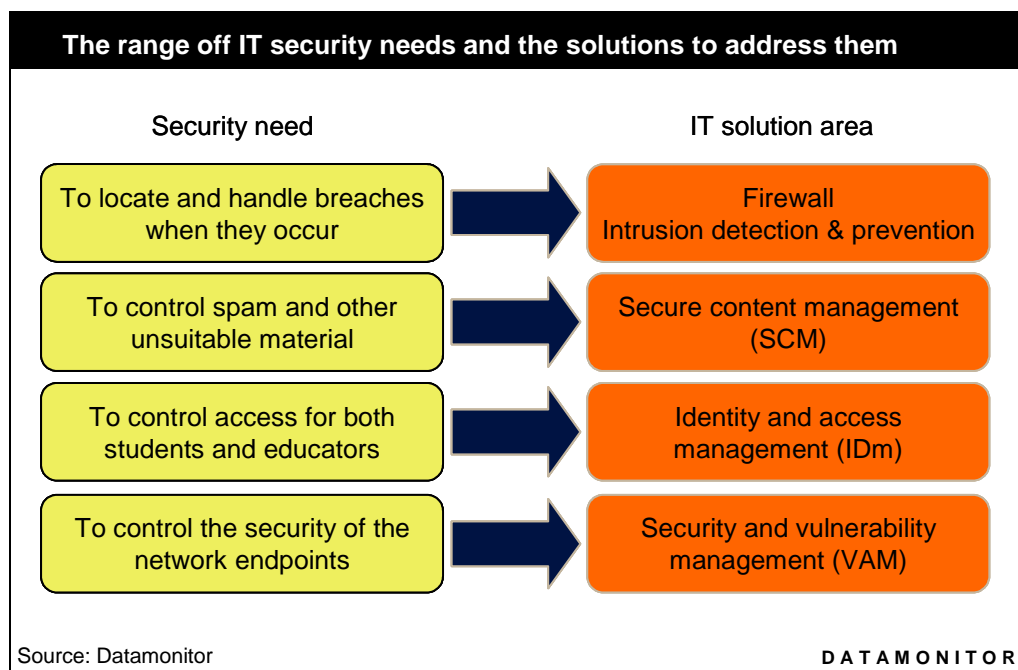 The range off IT security needs and the solutions to address them
Security need
IT solution area
To locate and handle breaches
when they occur
Firewall
Intrusion detection & prevention
To control spam and other
unsuitable material
Secure content management
(SCM)
To control access for both
students and educators
Identity and access
management (IDm)
To control the security of the
network endpoints
Security and vulnerability
management (VAM)
Source: Datamonitor
DATAMONITOR